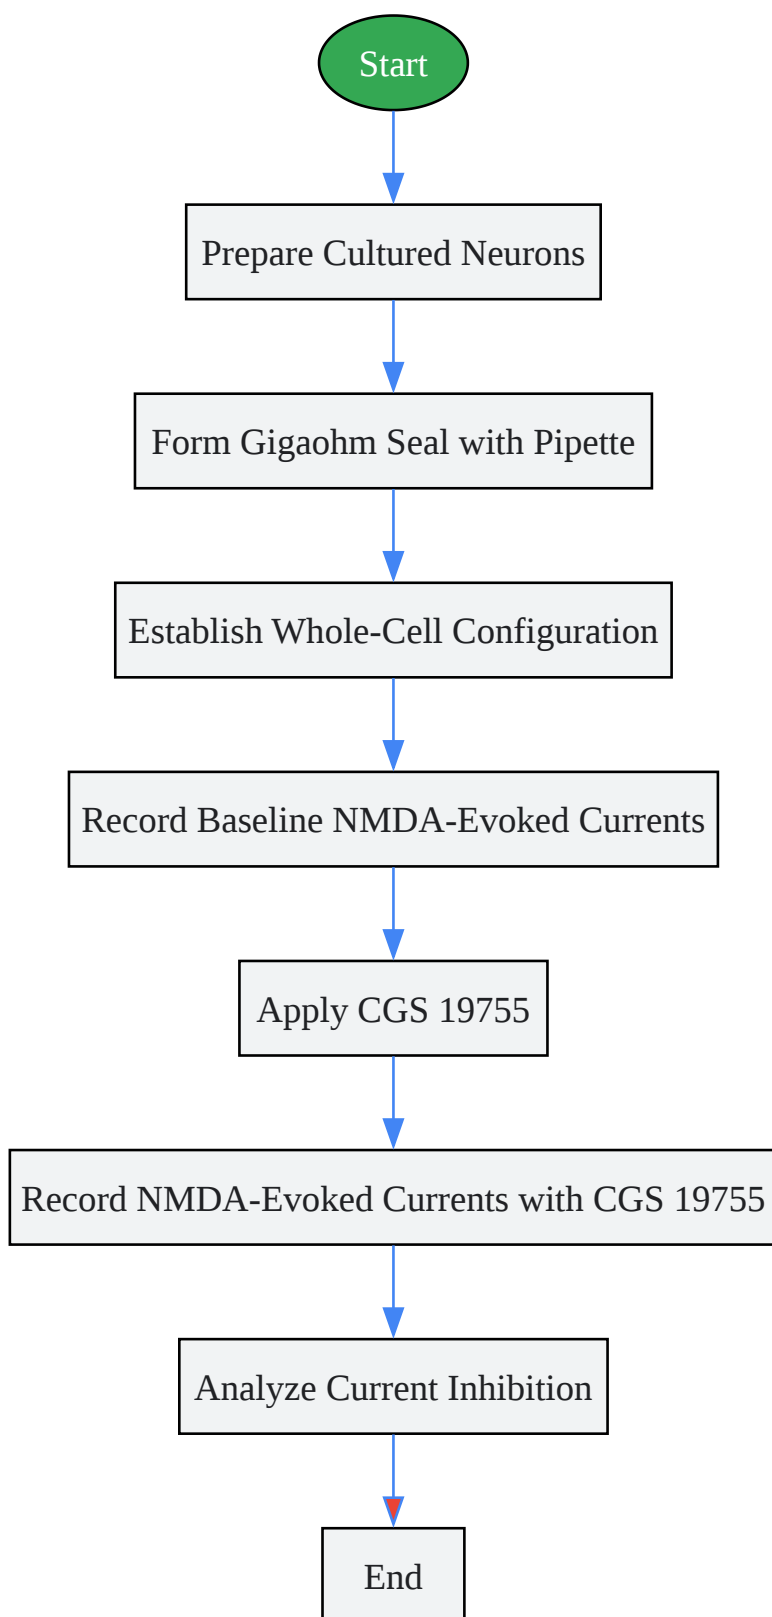 Start
Prepare Cultured Neurons
Form Gigaohm Seal with Pipette
Establish Whole-Cell Configuration
Record Baseline NMDA-Evoked Currents
Apply CGS 19755
Record NMDA-Evoked Currents with CGS 19755
Analyze Current Inhibition
End